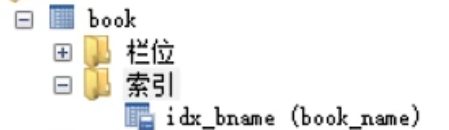 book
栏位
索引
idx_bname (book_name)